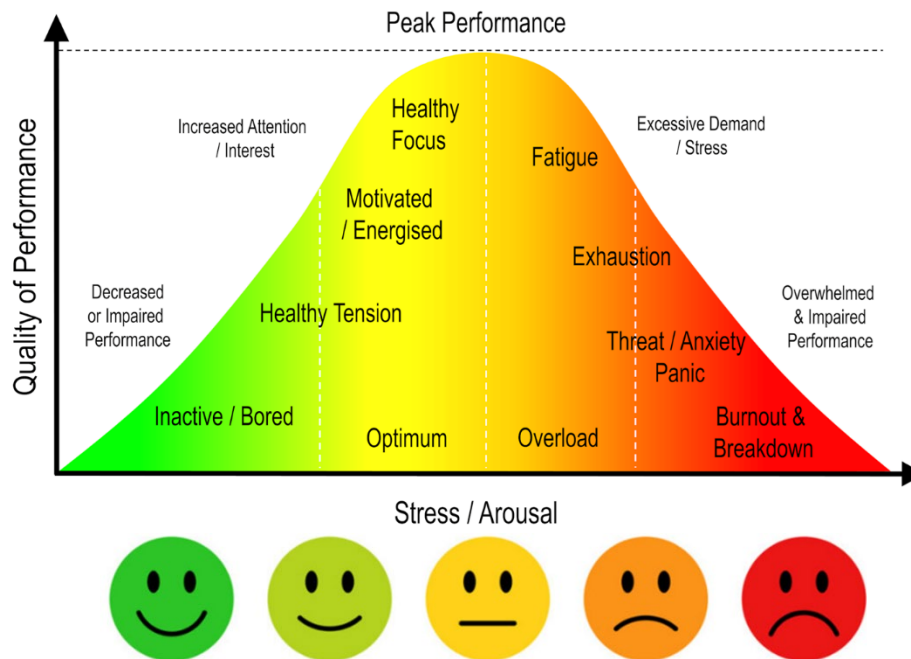 Peak Performance
Quality of Performance
Increased Attention
/ Interest
Healthy
Focus
Excessive Demand
/ Stress
Fatigue
Motivated
/ Energised
Exhaustion
Decreased
or Impaired
Performance
Healthy Tension
Overwhelmed
& Impaired
Performance
Threat / Anxiety
Panic
Inactive / Bored
Optimum
Overload
Burnout &
Breakdown
Stress / Arousal